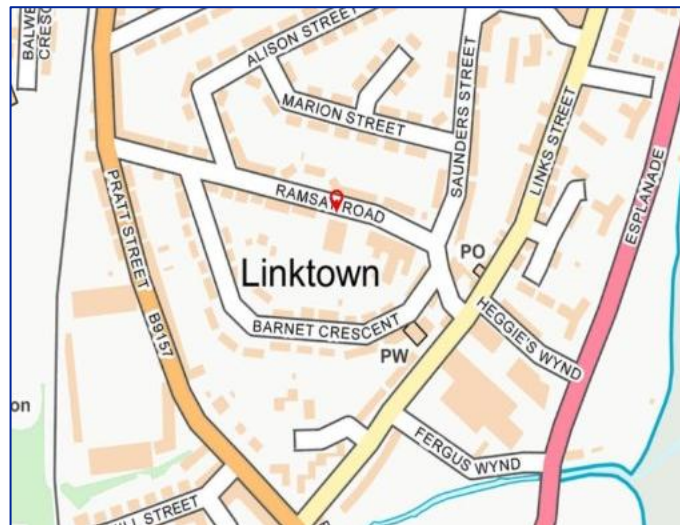 BALWE
CRESC
ALISON STREET
MARION STREET
SAUNDERS STREET
LINKS STREET
ESPLANADE
PRATT STREET
B9157
RAMSAY ROAD
Linktown
PO
BARNET CRESCENT
PW
HEGGIE'S WYND
FERGUS WYND
on
ILL STREET